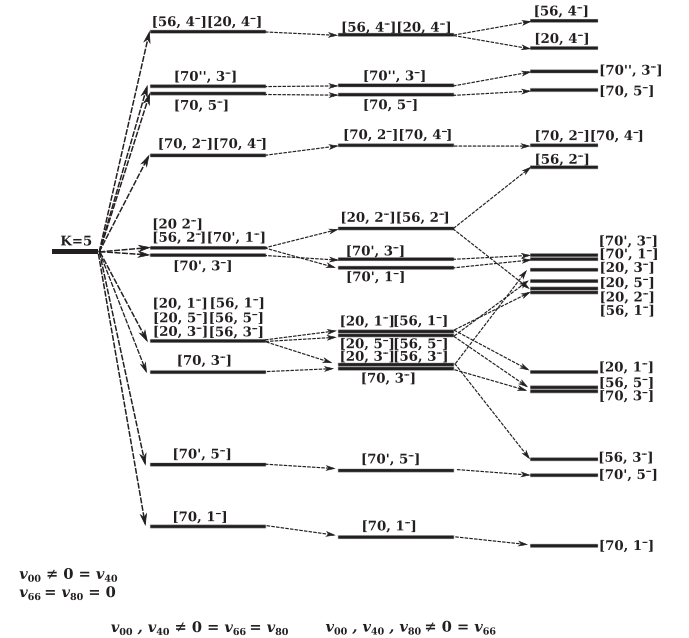 [56, 4⁻][20, 4⁻]
[70'', 3⁻]
[70, 5⁻]
[70, 2⁻][70, 4⁻]
K=5
[20 2⁻]
[56, 2⁻][70', 1⁻]
[70', 3⁻]
[20, 1⁻][56, 1⁻]
[20, 5⁻][56, 5⁻]
[20, 3⁻][56, 3⁻]
[70, 3⁻]
[70', 5⁻]
[70, 1⁻]
[56, 4⁻][20, 4⁻]
[70'', 3⁻]
[70, 5⁻]
[70, 2⁻][70, 4⁻]
[20, 2⁻][56, 2⁻]
[70', 3⁻]
[70', 1⁻]
[20, 1⁻][56, 1⁻]
[20, 5⁻][56, 5⁻]
[20, 3⁻][56, 3⁻]
[70, 3⁻]
[70', 5⁻]
[70, 1⁻]
[56, 4⁻]
[20, 4⁻]
[70'', 3⁻]
[70, 5⁻]
[70, 2⁻][70, 4⁻]
[56, 2⁻]
[70', 3⁻]
[70', 1⁻]
[20, 3⁻]
[20, 5⁻]
[20, 2⁻]
[56, 1⁻]
[20, 1⁻]
[56, 5⁻]
[70, 3⁻]
[56, 3⁻]
[70', 5⁻]
[70, 1⁻]
v₀₀ ≠ 0 = v₄₀
v₆₆ = v₈₀ = 0
v₀₀ , v₄₀ ≠ 0 = v₆₆ = v₈₀
v₀₀ , v₄₀ , v₈₀ ≠ 0 = v₆₆